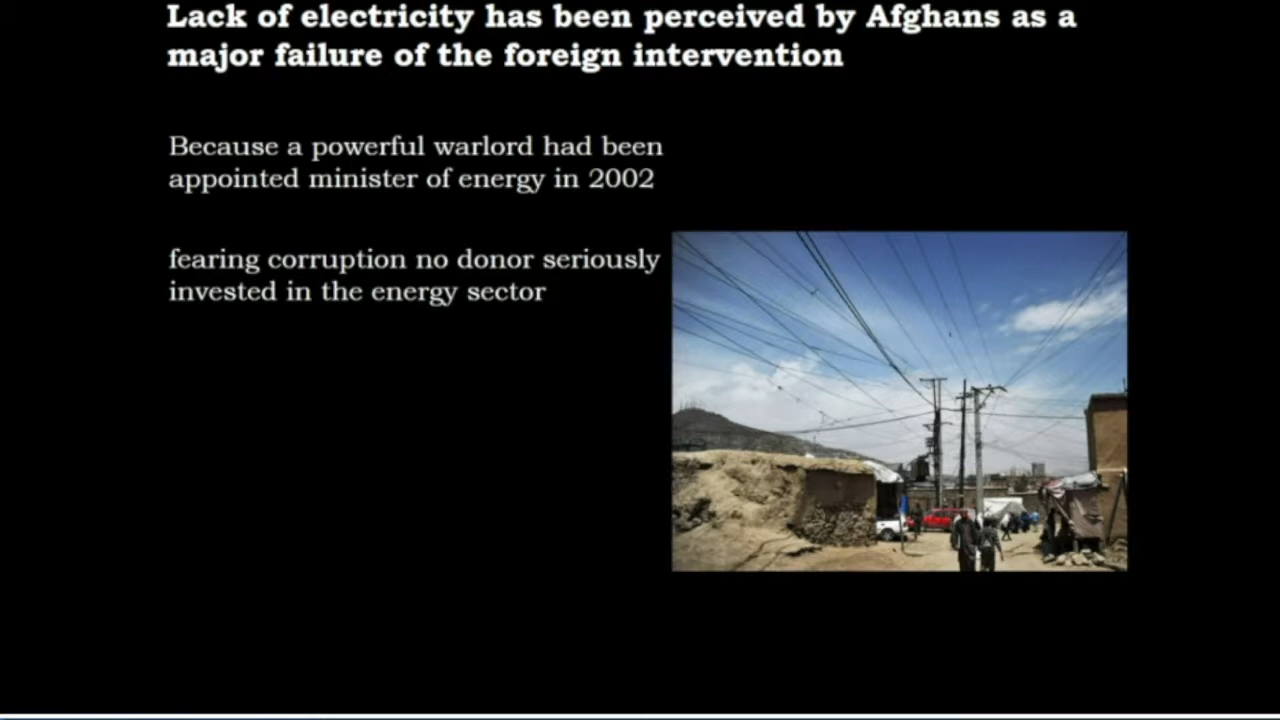 Lack of electricity has been perceived by Afghans as a
major failure of the foreign intervention
Because a powerful warlord had been
appointed minister of energy in 2002
fearing corruption no donor seriously
invested in the energy sector